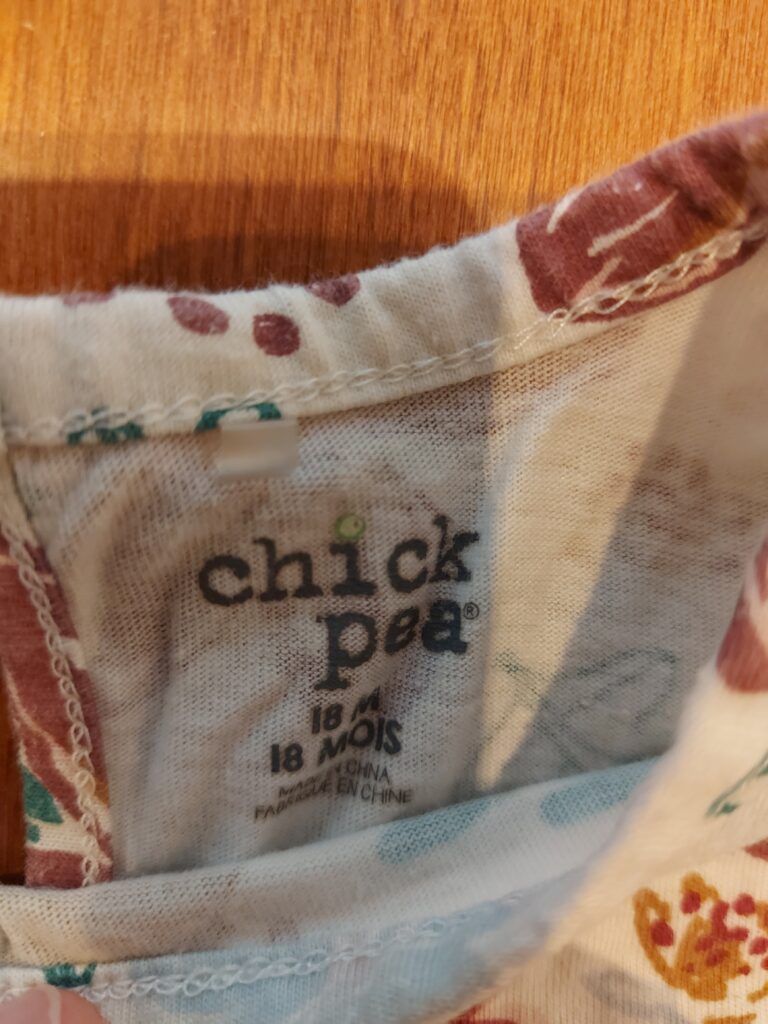 chick
pea®
18 M
18 MOIS
MADE IN CHINA
FABRIQUÉ EN CHINE